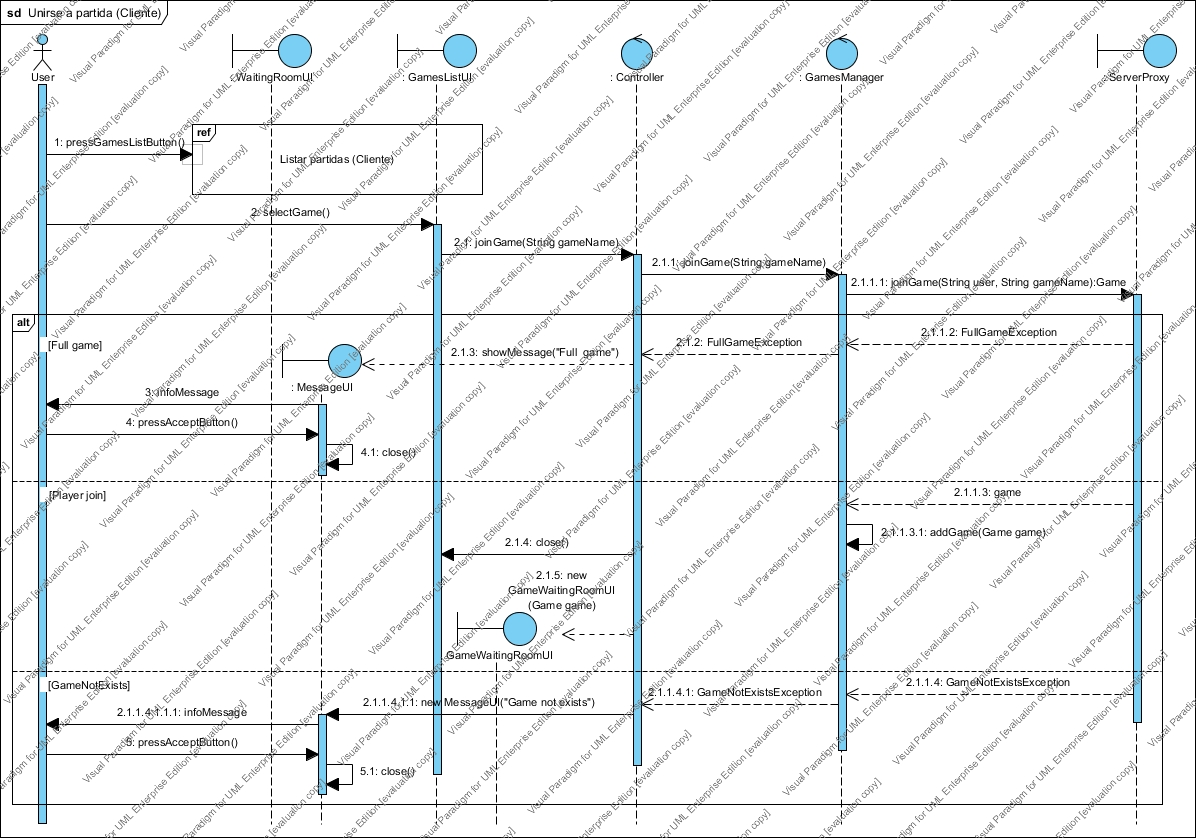 sd Unirse a partida (Cliente)
User
: WaitingRoomUI
: GamesListUI
: Controller
: GamesManager
: ServerProxy
ref
1: pressGamesListButton()
Listar partidas (Cliente)
2: selectGame()
2.1: joinGame(String gameName)
2.1.1: joinGame(String gameName)
2.1.1.1: joinGame(String user, String gameName):Game
alt
[Full game]
2.1.1.2: FullGameException
2.1.2: FullGameException
2.1.3: showMessage("Full game")
: MessageUI
3: infoMessage
4: pressAcceptButton()
4.1: close()
[Player join]
2.1.1.3: game
2.1.1.3.1: addGame(Game game)
2.1.4: close()
2.1.5: new
GameWaitingRoomUI
(Game game)
GameWaitingRoomUI
[GameNotExists]
2.1.1.4: GameNotExistsException
2.1.1.4.1: GameNotExistsException
2.1.1.4.1.1: new MessageUI("Game not exists")
2.1.1.4.1.1.1: infoMessage
5: pressAcceptButton()
5.1: close()
Visual Paradigm for UML Enterprise Edition [evaluation copy]